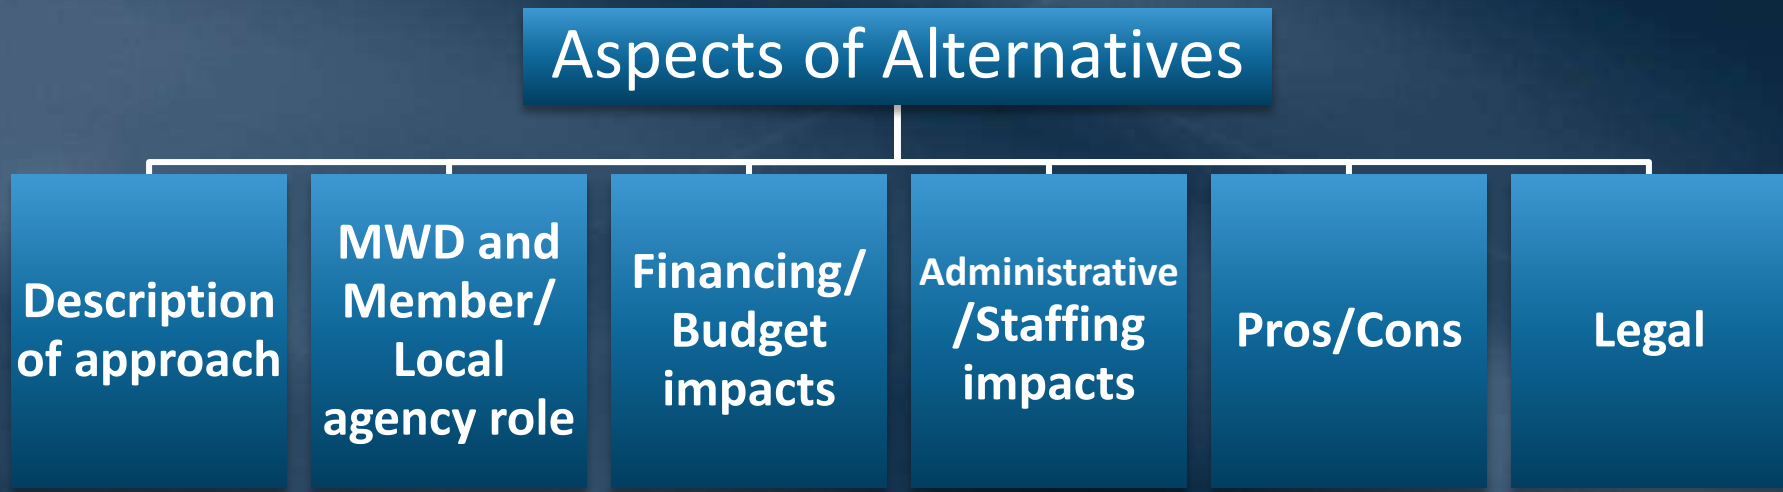 Aspects of Alternatives
Description
of approach
MWD and
Member/
Local
agency role
Financing/
Budget
impacts
Administrative
/Staffing
impacts
Pros/Cons
Legal